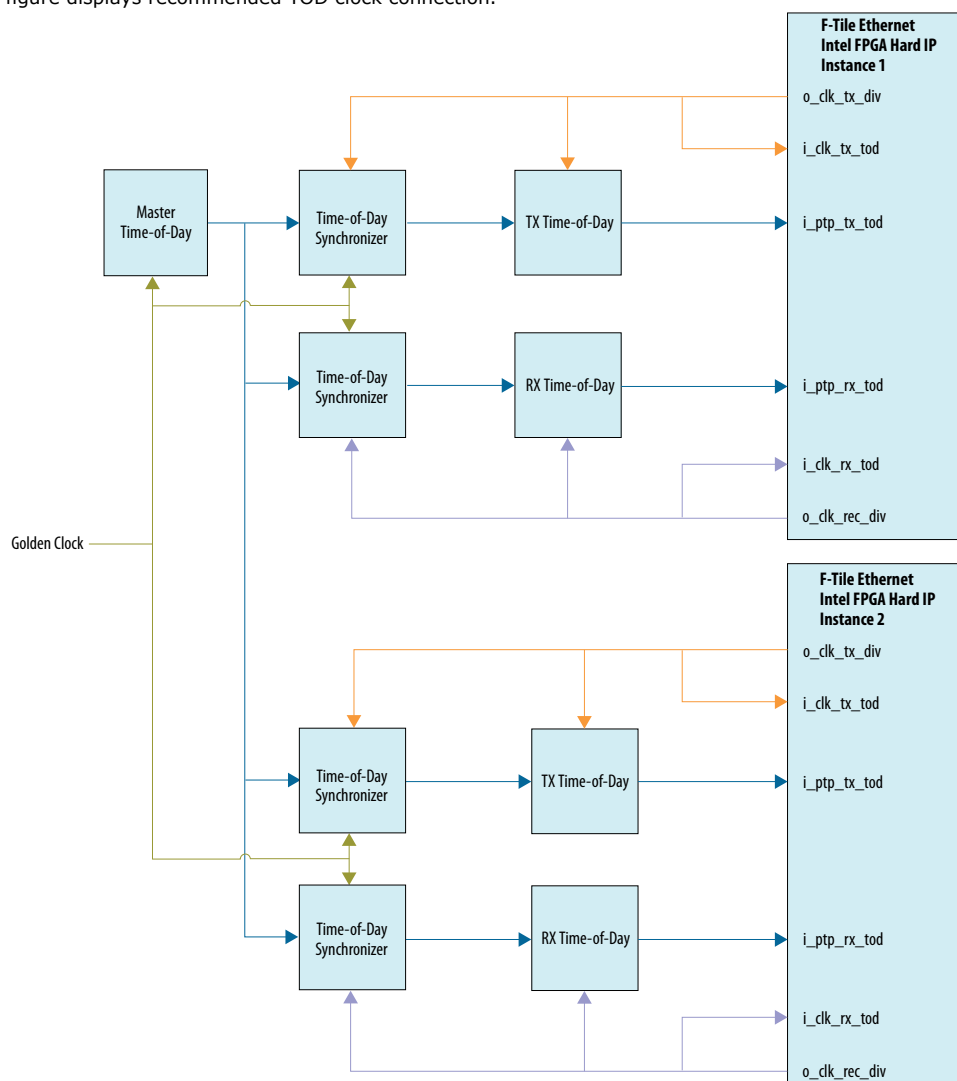 figure displays recommended TOD clock connection.
F-Tile Ethernet
Intel FPGA Hard IP
Instance 1
o_clk_tx_div
i_clk_tx_tod
Master
Time-of-Day
Time-of-Day
Synchronizer
TX Time-of-Day
i_ptp_tx_tod
Time-of-Day
Synchronizer
RX Time-of-Day
i_ptp_rx_tod
i_clk_rx_tod
o_clk_rec_div
Golden Clock
F-Tile Ethernet
Intel FPGA Hard IP
Instance 2
o_clk_tx_div
i_clk_tx_tod
Time-of-Day
Synchronizer
TX Time-of-Day
i_ptp_tx_tod
Time-of-Day
Synchronizer
RX Time-of-Day
i_ptp_rx_tod
i_clk_rx_tod
o_clk_rec_div